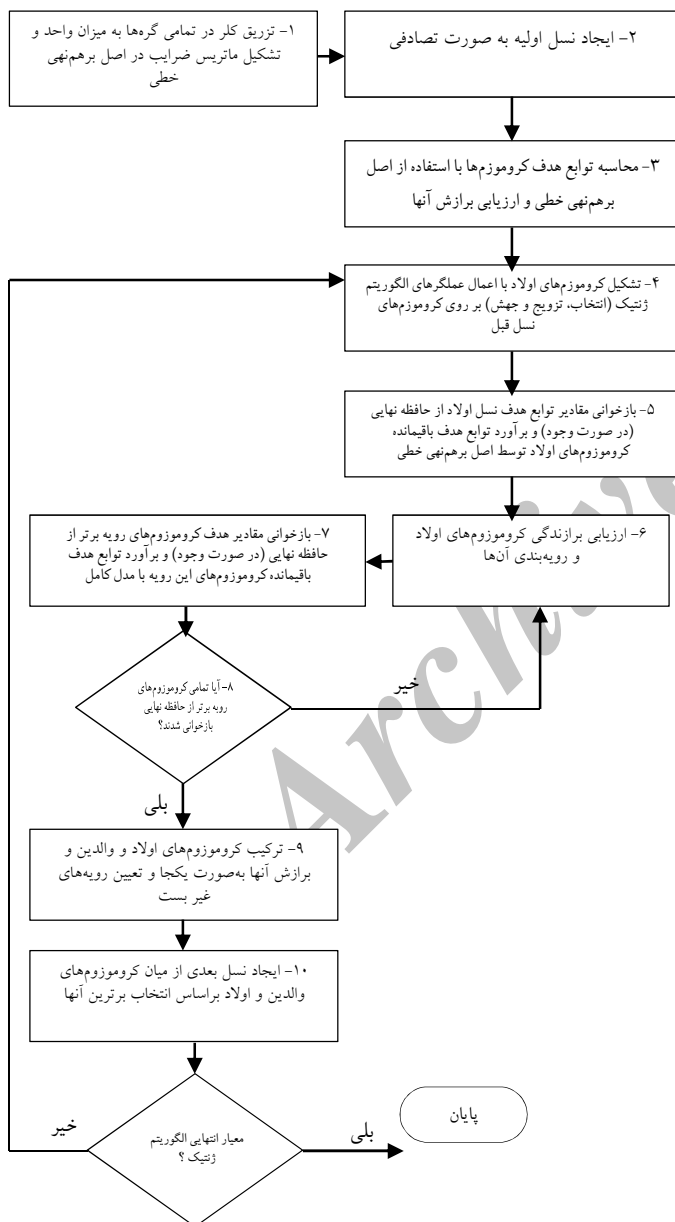 ۱- تزریق کلر در تمامی گره‌ها به میزان واحد و
تشکیل ماتریس ضرایب در اصل برهم‌نهی
خطی
۲- ایجاد نسل اولیه به صورت تصادفی
۳- محاسبه توابع هدف کروموزم‌ها با استفاده از اصل
برهم‌نهی خطی و ارزیابی برازش آنها
۴- تشکیل کروموزم‌های اولاد با اعمال عملگرهای الگوریتم
ژنتیک (انتخاب، تزویج و جهش) بر روی کروموزم‌های
نسل قبل
۵- بازخوانی مقادیر توابع هدف نسل اولاد از حافظه نهایی
(در صورت وجود) و برآورد توابع هدف باقیمانده
کروموزوم‌های اولاد توسط اصل برهم‌نهی خطی
۶- ارزیابی برازندگی کروموزوم‌های اولاد
و رویه‌بندی آن‌ها
۷- بازخوانی مقادیر هدف کروموزم‌های رویه برتر از
حافظه نهایی (در صورت وجود) و برآورد توابع هدف
باقیمانده کروموزم‌های این رویه با مدل کامل
۸- آیا تمامی کروموزوم‌های
رویه برتر از حافظه نهایی
بازخوانی شدند؟
خیر
بلی
۹- ترکیب کروموزوم‌های اولاد و والدین و
برازش آنها به‌صورت یکجا و تعیین رویه‌های
غیر بست
۱۰- ایجاد نسل بعدی از میان کروموزوم‌های
والدین و اولاد براساس انتخاب برترین آنها
معیار انتهایی الگوریتم
ژنتیک ؟
خیر
بلی
پایان
Archive